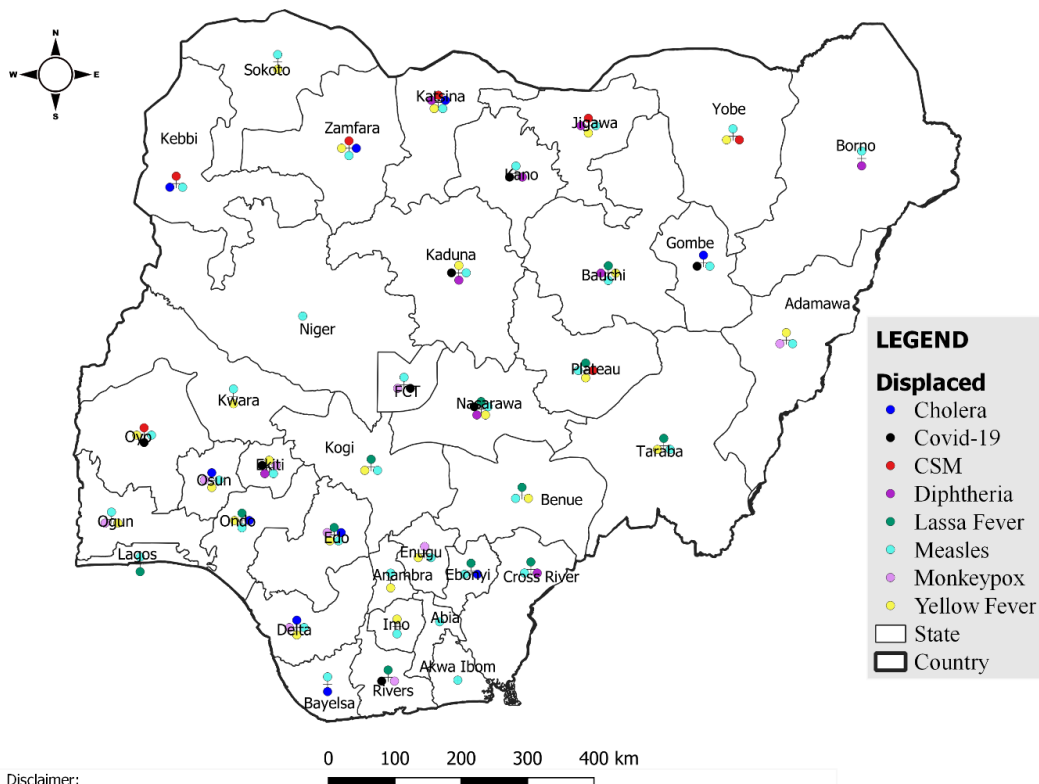 N
W E
S
Sokoto
Katsina
Kebbi
Zamfara
Jigawa
Yobe
Borno
Kano
Kaduna
Gombe
Bauchi
Adamawa
Niger
Plateau
FCT
Nasarawa
Kwara
Oyo
Kogi
Taraba
Ekiti
Osun
Benue
Ogun
Ondo
Edo
Lagos
Enugu
Anambra
Ebonyi
Cross River
Delta
Imo
Abia
Akwa Ibom
Rivers
Bayelsa
LEGEND
Displaced
Cholera
Covid-19
CSM
Diphtheria
Lassa Fever
Measles
Monkeypox
Yellow Fever
State
Country
0 100 200 300 400 km
Disclaimer: